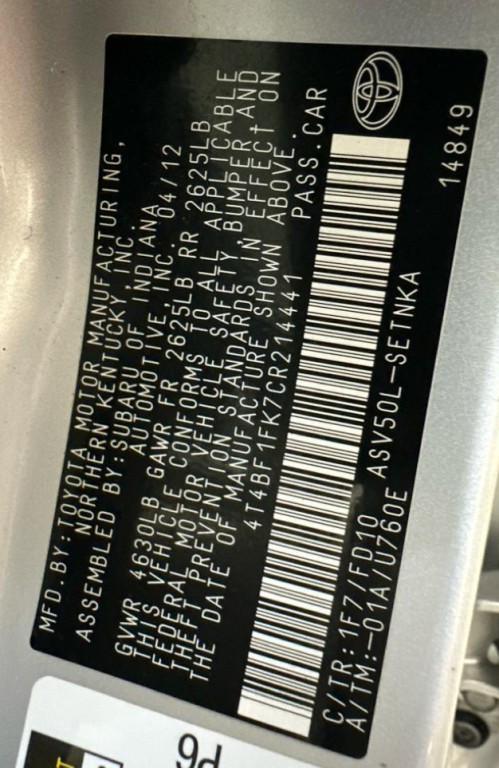 MFD.BY:TOYOTA MOTOR MANUFACTURING,
NORTHERN KENTUCKY, INC.
ASSEMBLED BY:SUBARU OF INDIANA
AUTOMOTIVE, INC. 04/12
GVWR 4630LB GAWR FR 2625LB RR 2625LB
THIS VEHICLE CONFORMS TO ALL APPLICABLE
FEDERAL MOTOR VEHICLE SAFETY, BUMPER AND
THEFT PREVENTION STANDARDS IN EFFECT ON
THE DATE OF MANUFACTURE SHOWN ABOVE.
4T4BF1FK7CR214441 PASS.CAR
C/TR:1F7/FD10 ASV50L-SETNKA
A/TM:-01A/U760E
14849